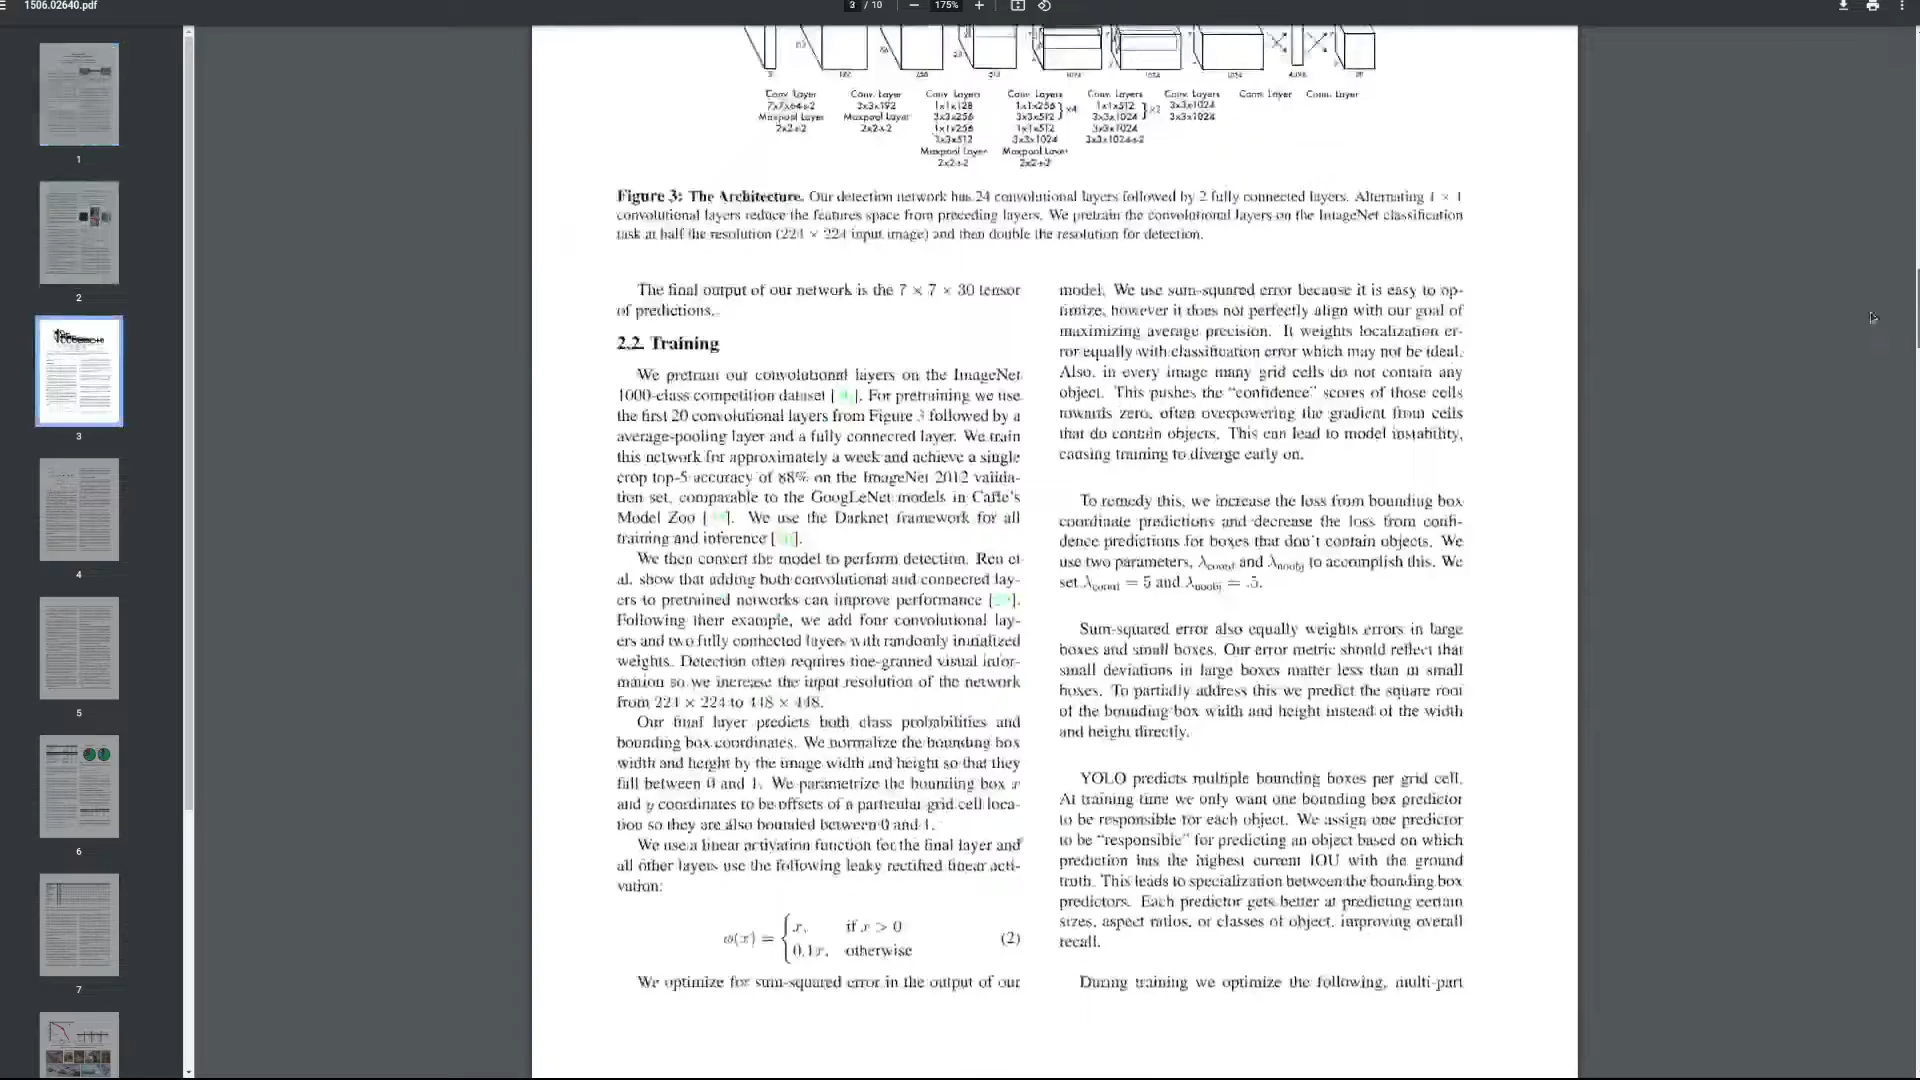 1506.02640.pdf
3 / 10
175%
1
2
3
4
5
6
7
Conv. Layer
7x7x64-s-2
Maxpool Layer
2x2-s-2
Conv. Layer
3x3x192
Maxpool Layer
2x2-s-2
Conv. Layers
1x1x128
3x3x256
1x1x256
3x3x512
Maxpool Layer
2x2-s-2
Conv. Layers
1x1x256
3x3x512
}x4
1x1x512
3x3x1024
Maxpool Layer
2x2-s-2
Conv. Layers
1x1x512
3x3x1024
}x2
3x3x1024
3x3x1024-s-2
Conv. Layers
3x3x1024
3x3x1024
Conn. Layer
Conn. Layer
Figure 3: The Architecture. Our detection network has 24 convolutional layers followed by 2 fully connected layers. Alternating 1 × 1
convolutional layers reduce the features space from preceding layers. We pretrain the convolutional layers on the ImageNet classification
task at half the resolution (224 × 224 input image) and then double the resolution for detection.
The final output of our network is the 7 × 7 × 30 tensor
of predictions.
2.2. Training
We pretrain our convolutional layers on the ImageNet
1000-class competition dataset [ ]. For pretraining we use
the first 20 convolutional layers from Figure 3 followed by a
average-pooling layer and a fully connected layer. We train
this network for approximately a week and achieve a single
crop top-5 accuracy of 88% on the ImageNet 2012 valida-
tion set, comparable to the GoogLeNet models in Caffe's
Model Zoo [ ]. We use the Darknet framework for all
training and inference [ ].
We then convert the model to perform detection. Ren et
al. show that adding both convolutional and connected lay-
ers to pretrained networks can improve performance [ ].
Following their example, we add four convolutional lay-
ers and two fully connected layers with randomly initialized
weights. Detection often requires fine-grained visual infor-
mation so we increase the input resolution of the network
from 224 × 224 to 448 × 448.
Our final layer predicts both class probabilities and
bounding box coordinates. We normalize the bounding box
width and height by the image width and height so that they
fall between 0 and 1. We parametrize the bounding box x
and y coordinates to be offsets of a particular grid cell loca-
tion so they are also bounded between 0 and 1.
We use a linear activation function for the final layer and
all other layers use the following leaky rectified linear acti-
vation:
φ(x) = { x, if x > 0
0.1x, otherwise (2)
We optimize for sum-squared error in the output of our
model. We use sum-squared error because it is easy to op-
timize, however it does not perfectly align with our goal of
maximizing average precision. It weights localization er-
ror equally with classification error which may not be ideal.
Also, in every image many grid cells do not contain any
object. This pushes the “confidence” scores of those cells
towards zero, often overpowering the gradient from cells
that do contain objects. This can lead to model instability,
causing training to diverge early on.
To remedy this, we increase the loss from bounding box
coordinate predictions and decrease the loss from confi-
dence predictions for boxes that don't contain objects. We
use two parameters, λcoord and λnoobj to accomplish this. We
set λcoord = 5 and λnoobj = .5.
Sum-squared error also equally weights errors in large
boxes and small boxes. Our error metric should reflect that
small deviations in large boxes matter less than in small
boxes. To partially address this we predict the square root
of the bounding box width and height instead of the width
and height directly.
YOLO predicts multiple bounding boxes per grid cell.
At training time we only want one bounding box predictor
to be responsible for each object. We assign one predictor
to be “responsible” for predicting an object based on which
prediction has the highest current IOU with the ground
truth. This leads to specialization between the bounding box
predictors. Each predictor gets better at predicting certain
sizes, aspect ratios, or classes of object, improving overall
recall.
During training we optimize the following, multi-part